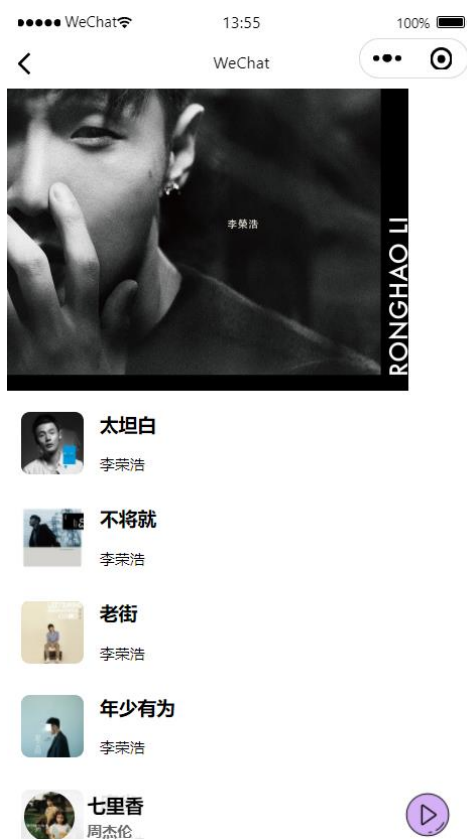 WeChat
13:55
100%
WeChat
李榮浩
RONGHAO LI
太坦白
李荣浩
不将就
李荣浩
老街
李荣浩
年少有为
李荣浩
七里香
周杰伦